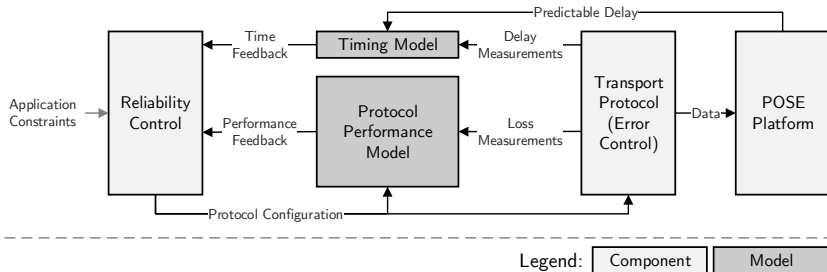 Predictable Delay
Application
Constraints
Reliability
Control
Time
Feedback
Timing Model
Delay
Measurements
Performance
Feedback
Protocol
Performance
Model
Loss
Measurements
Transport
Protocol
(Error
Control)
Data
POSE
Platform
Protocol Configuration
Legend:
Component
Model